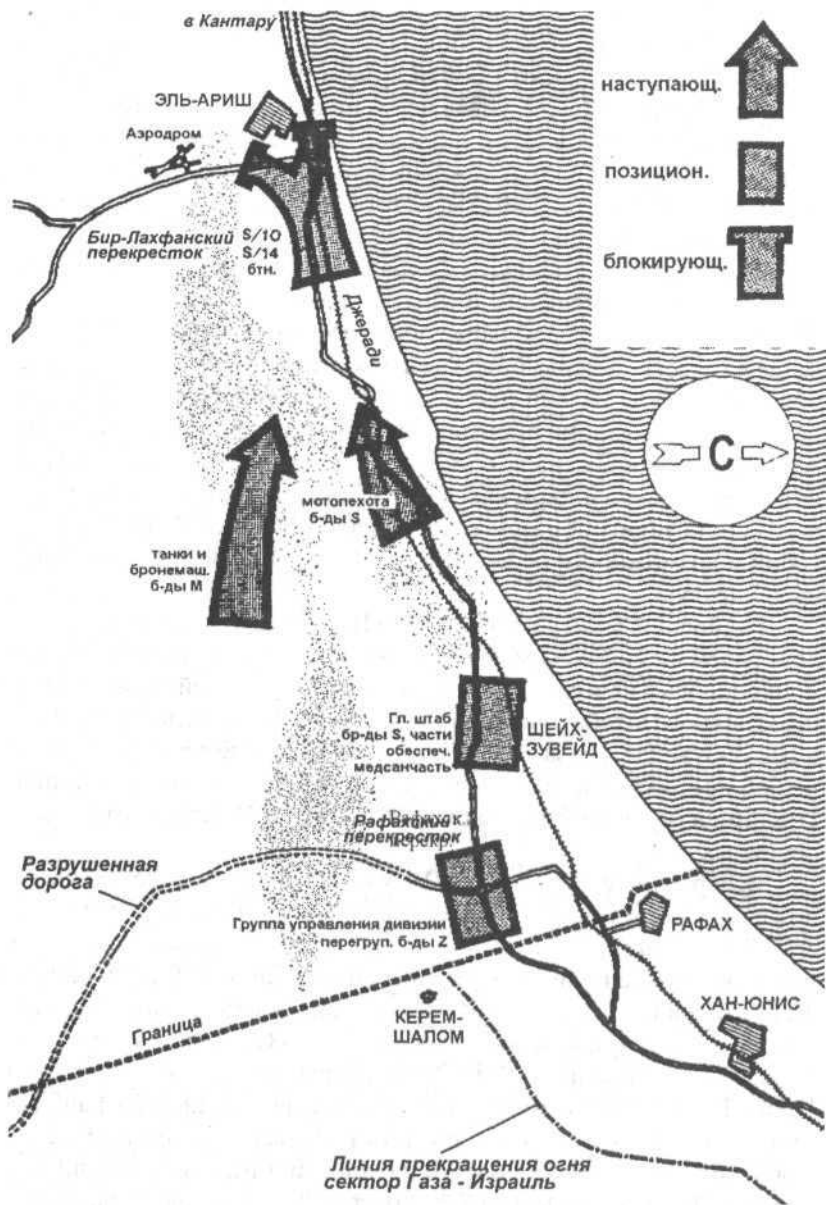 в Кантару
наступающ.
ЭЛЬ-АРИШ
Аэродром
позицион.
Бир-Лахфанский
перекресток
S/10
S/14
бтн.
блокирующ.
Джеради
С
мотопехота
б-ды S
танки и
бронемаш.
б-ды М
Гл. штаб
бр-ды S, части
обеспеч.
медсанчасть
ШЕЙХ-
ЗУВЕЙД
Рафахский
перекресток
Разрушенная
дорога
Группа управления дивизии
перегруп. б-ды Z
РАФАХ
Граница
КЕРЕМ-
ШАЛОМ
ХАН-ЮНИС
Линия прекращения огня
сектор Газа - Израиль